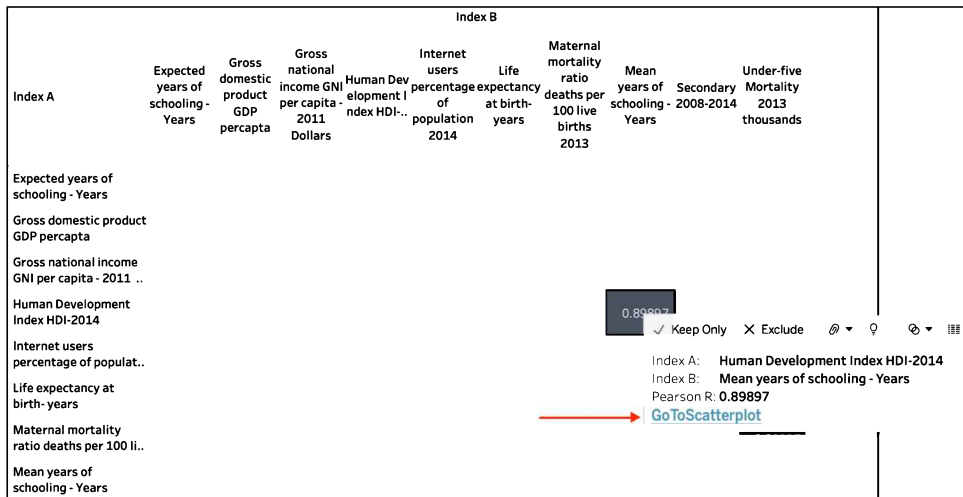 Index B
Index A
Expected
years of
schooling -
Years
Gross
domestic
product
GDP
percapta
Gross
national
income GNI
per capita -
2011
Dollars
Human Dev
elopment I
ndex HDI-..
Internet
users
percentage
of
population
2014
Life
expectancy
at birth-
years
Maternal
mortality
ratio
deaths per
100 live
births
2013
Mean
years of
schooling -
Years
Secondary
2008-2014
Under-five
Mortality
2013
thousands
Expected years of
schooling - Years
Gross domestic product
GDP percapta
Gross national income
GNI per capita - 2011 ..
Human Development
Index HDI-2014
0.89897
Keep Only
Exclude
Internet users
percentage of populat..
Index A: Human Development Index HDI-2014
Index B: Mean years of schooling - Years
Pearson R: 0.89897
GoToScatterplot
Life expectancy at
birth- years
Maternal mortality
ratio deaths per 100 li..
Mean years of
schooling - Years